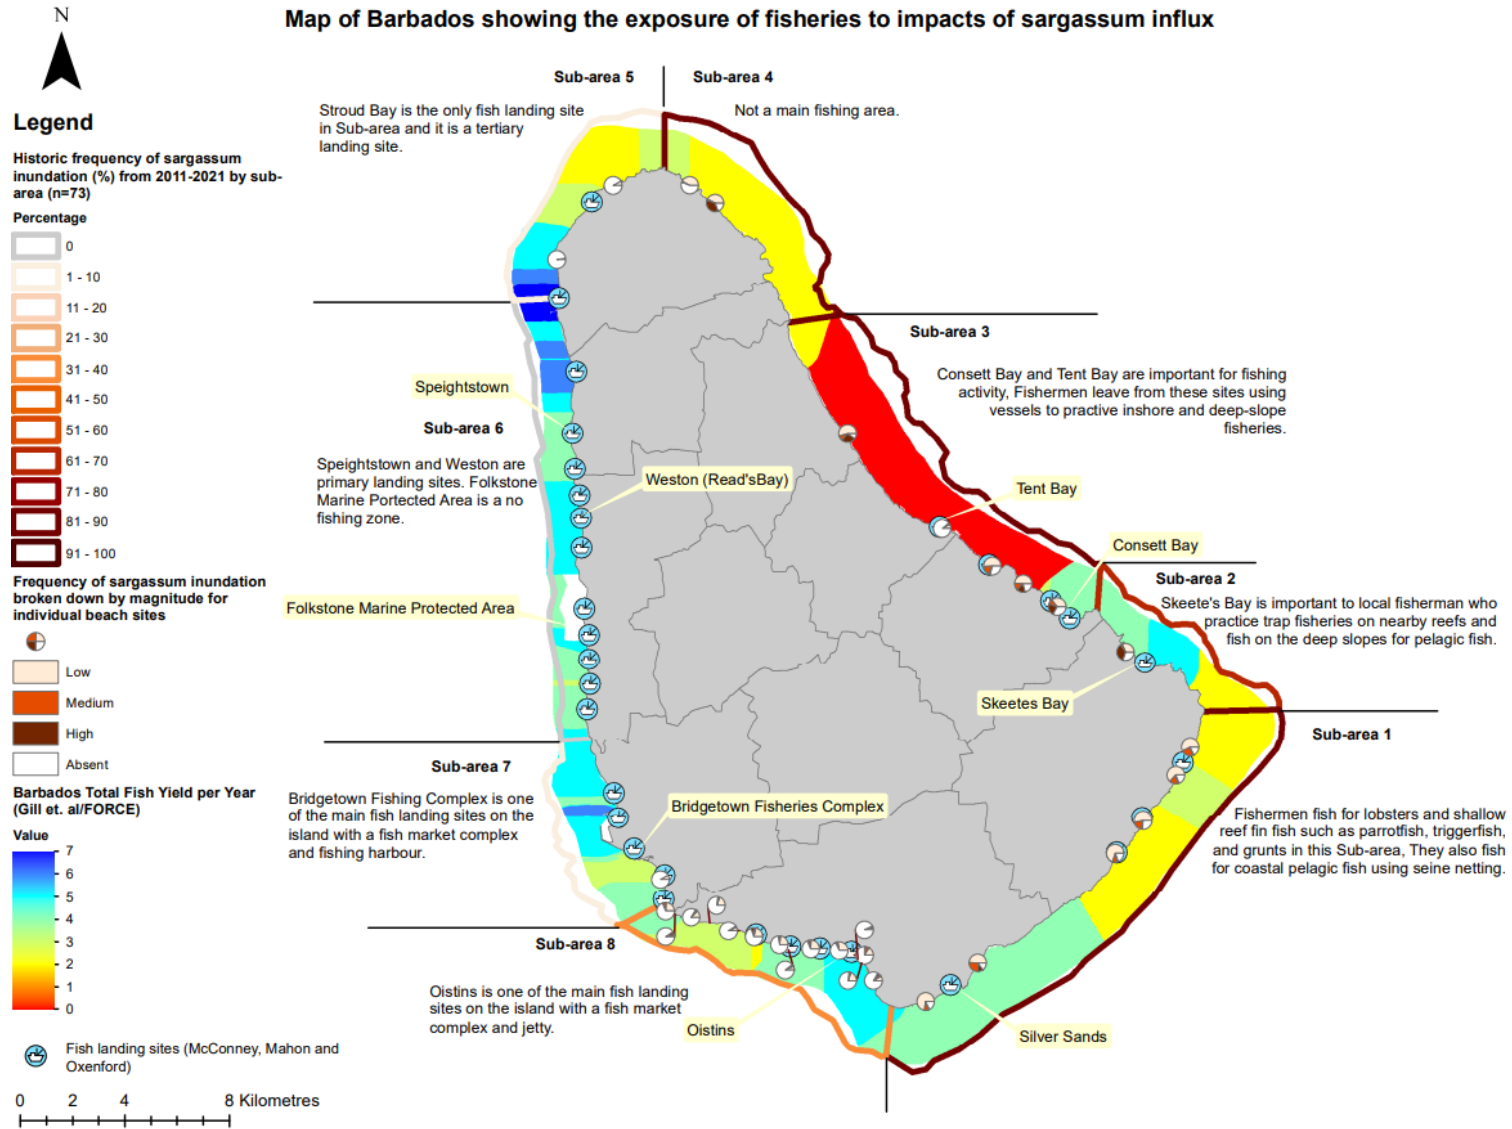 Map of Barbados showing the exposure of fisheries to impacts of sargassum influx
N
Legend
Historic frequency of sargassum
inundation (%) from 2011-2021 by sub-
area (n=73)
Percentage
0
1 - 10
11 - 20
21 - 30
31 - 40
41 - 50
51 - 60
61 - 70
71 - 80
81 - 90
91 - 100
Frequency of sargassum inundation
broken down by magnitude for
individual beach sites
Low
Medium
High
Absent
Barbados Total Fish Yield per Year
(Gill et. al/FORCE)
Value
7
6
5
4
3
2
1
0
Fish landing sites (McConney, Mahon and
Oxenford)
0 2 4 8 Kilometres
Sub-area 5
Stroud Bay is the only fish landing site
in Sub-area and it is a tertiary
landing site.
Sub-area 4
Not a main fishing area.
Sub-area 3
Consett Bay and Tent Bay are important for fishing
activity, Fishermen leave from these sites using
vessels to practive inshore and deep-slope
fisheries.
Speightstown
Sub-area 6
Speightstown and Weston are
primary landing sites. Folkstone
Marine Portected Area is a no
fishing zone.
Weston (Read'sBay)
Tent Bay
Consett Bay
Sub-area 2
Skeete's Bay is important to local fisherman who
practice trap fisheries on nearby reefs and
fish on the deep slopes for pelagic fish.
Folkstone Marine Protected Area
Skeetes Bay
Sub-area 1
Fishermen fish for lobsters and shallow
reef fin fish such as parrotfish, triggerfish,
and grunts in this Sub-area, They also fish
for coastal pelagic fish using seine netting.
Sub-area 7
Bridgetown Fishing Complex is one
of the main fish landing sites on the
island with a fish market complex
and fishing harbour.
Bridgetown Fisheries Complex
Sub-area 8
Oistins is one of the main fish landing
sites on the island with a fish market
complex and jetty.
Oistins
Silver Sands